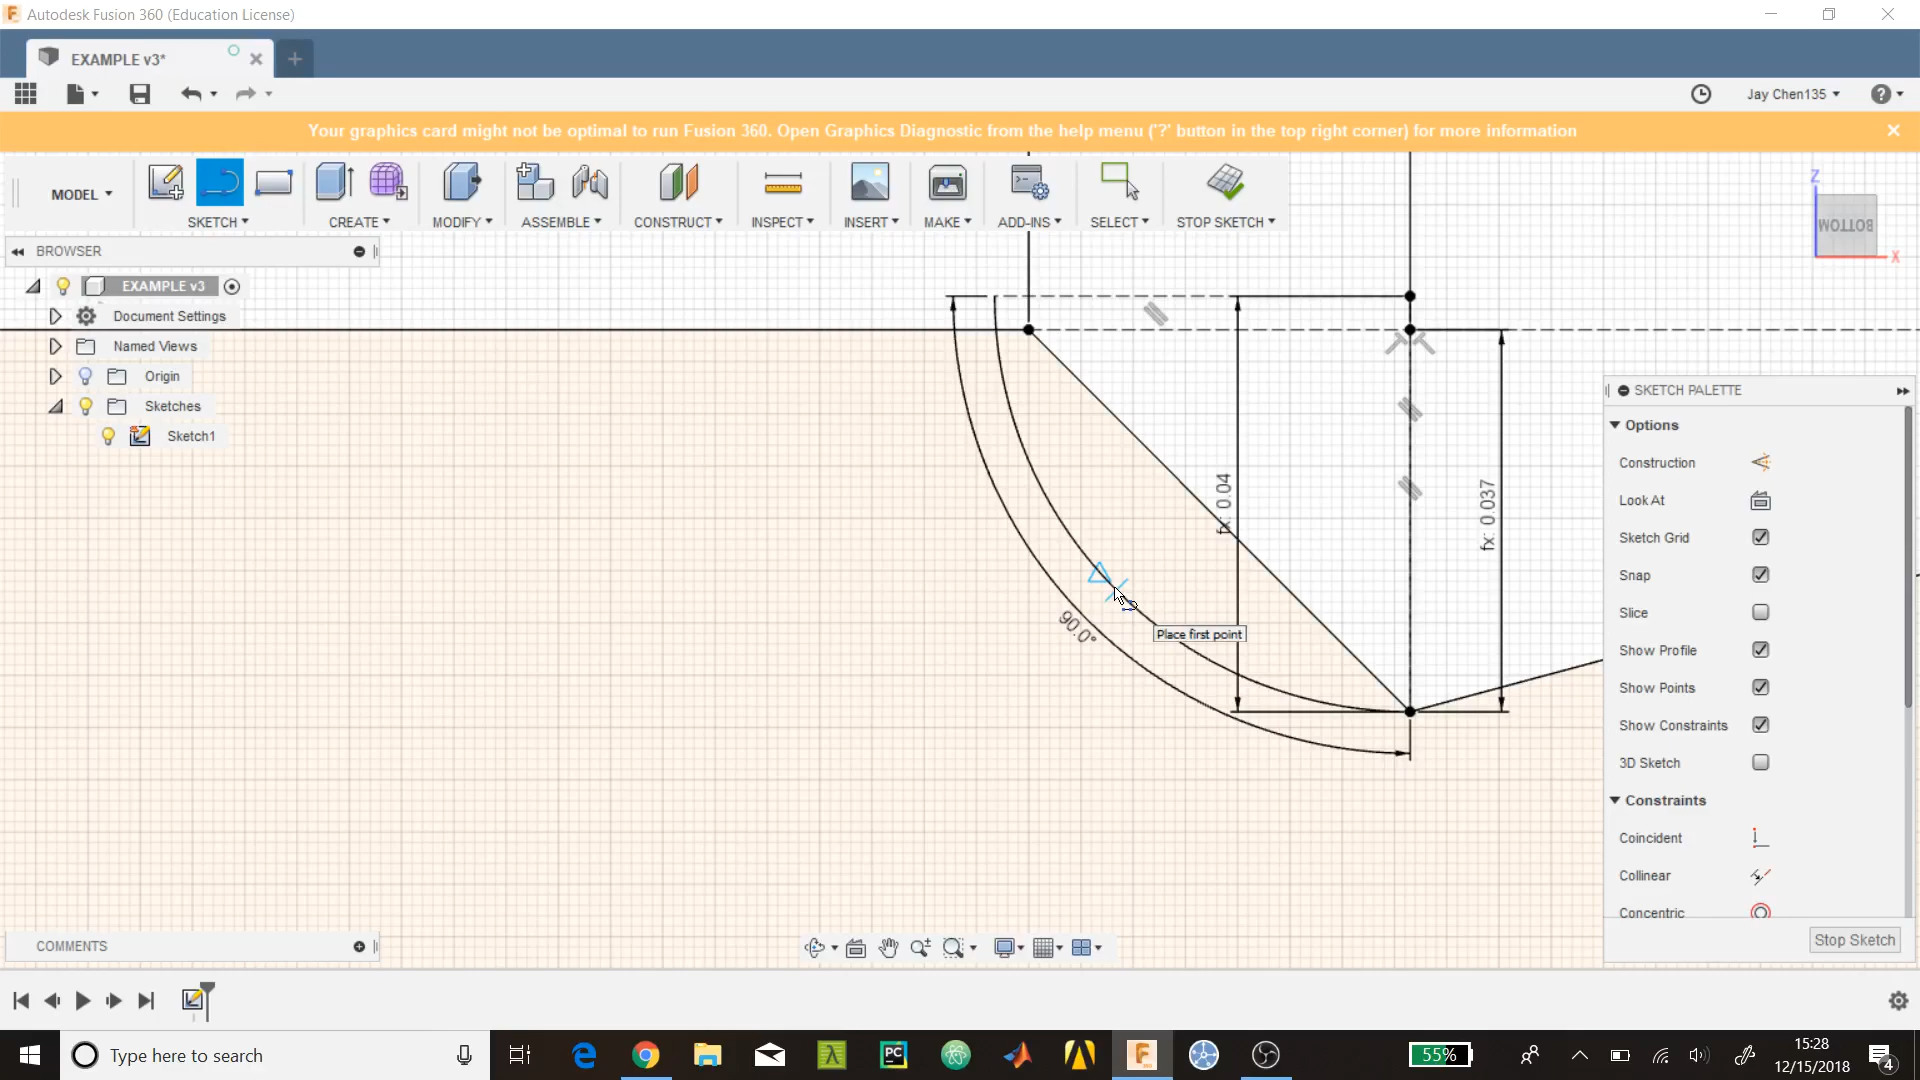 Autodesk Fusion 360 (Education License)
EXAMPLE v3*
Jay Chen135
Your graphics card might not be optimal to run Fusion 360. Open Graphics Diagnostic from the help menu ('?' button in the top right corner) for more information
MODEL
SKETCH
CREATE
MODIFY
ASSEMBLE
CONSTRUCT
INSPECT
INSERT
MAKE
ADD-INS
SELECT
STOP SKETCH
Z
BOTTOM
X
BROWSER
EXAMPLE v3
Document Settings
Named Views
Origin
Sketches
Sketch1
fx: 0.04
fx: 0.037
90.0°
Place first point
SKETCH PALETTE
Options
Construction
Look At
Sketch Grid
Snap
Slice
Show Profile
Show Points
Show Constraints
3D Sketch
Constraints
Coincident
Collinear
Concentric
Stop Sketch
COMMENTS
Type here to search
PC
55%
15:28
12/15/2018
4